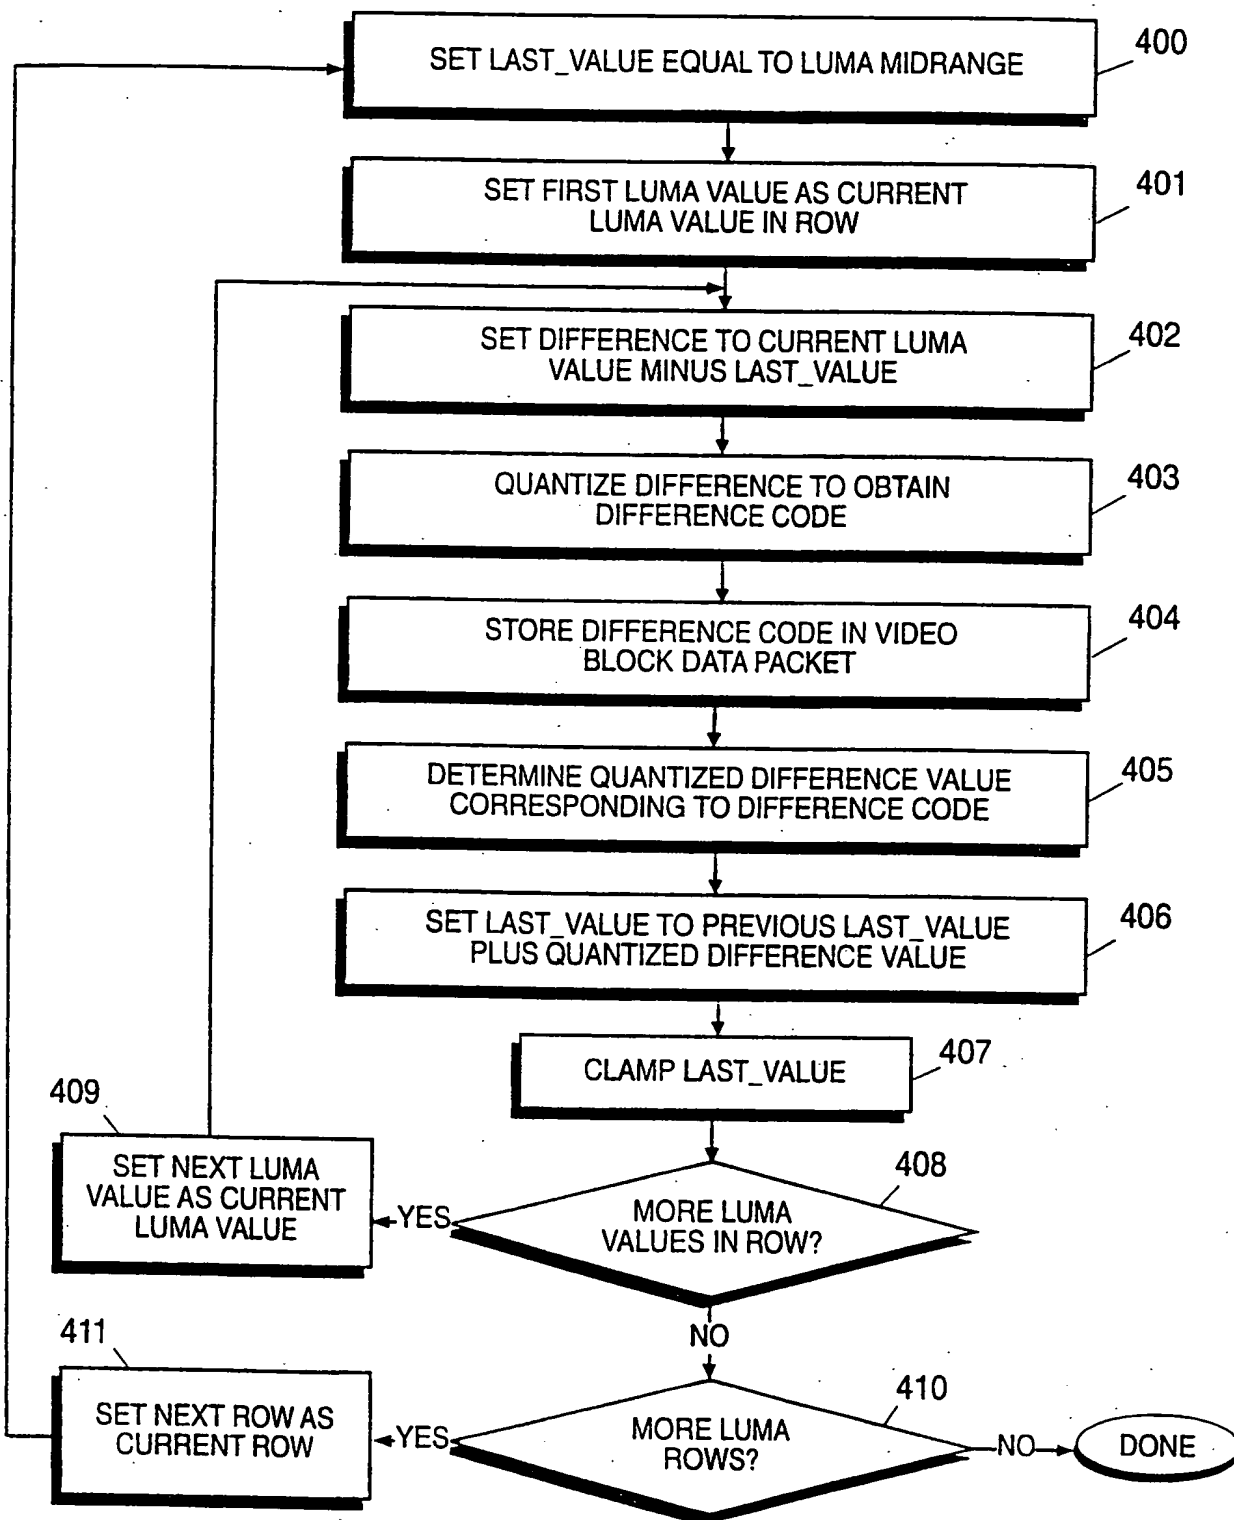 SET LAST_VALUE EQUAL TO LUMA MIDRANGE
400
SET FIRST LUMA VALUE AS CURRENT
LUMA VALUE IN ROW
401
SET DIFFERENCE TO CURRENT LUMA
VALUE MINUS LAST_VALUE
402
QUANTIZE DIFFERENCE TO OBTAIN
DIFFERENCE CODE
403
STORE DIFFERENCE CODE IN VIDEO
BLOCK DATA PACKET
404
DETERMINE QUANTIZED DIFFERENCE VALUE
CORRESPONDING TO DIFFERENCE CODE
405
SET LAST_VALUE TO PREVIOUS LAST_VALUE
PLUS QUANTIZED DIFFERENCE VALUE
406
CLAMP LAST_VALUE
407
409
SET NEXT LUMA
VALUE AS CURRENT
LUMA VALUE
YES
MORE LUMA
VALUES IN ROW?
408
NO
411
SET NEXT ROW AS
CURRENT ROW
YES
MORE LUMA
ROWS?
410
NO
DONE